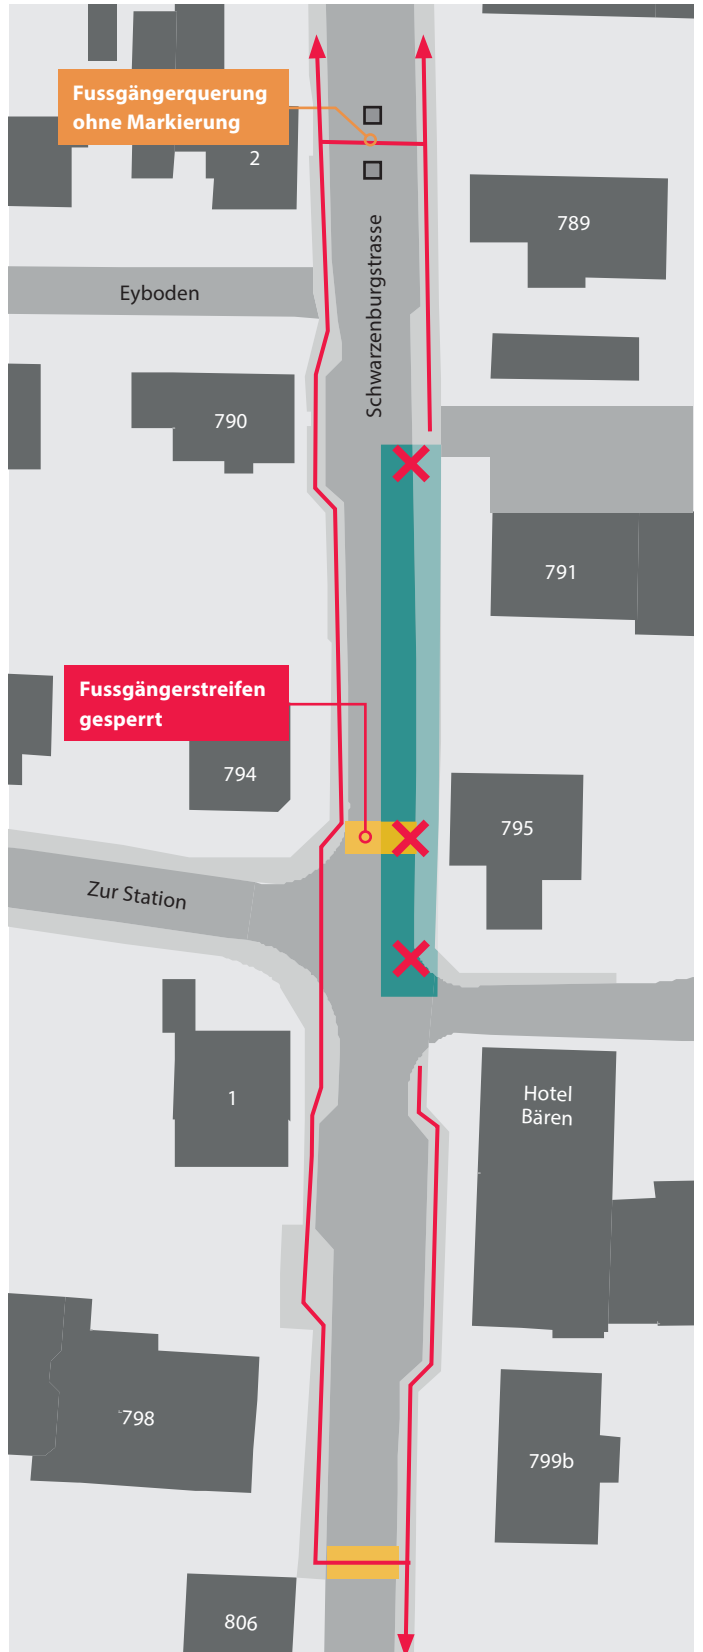 Fussgängerquerung
ohne Markierung
2
789
Schwarzenburgstrasse
Eyboden
790
791
Fussgängerstreifen
gesperrt
794
795
Zur Station
Hotel
Bären
1
798
799b
806